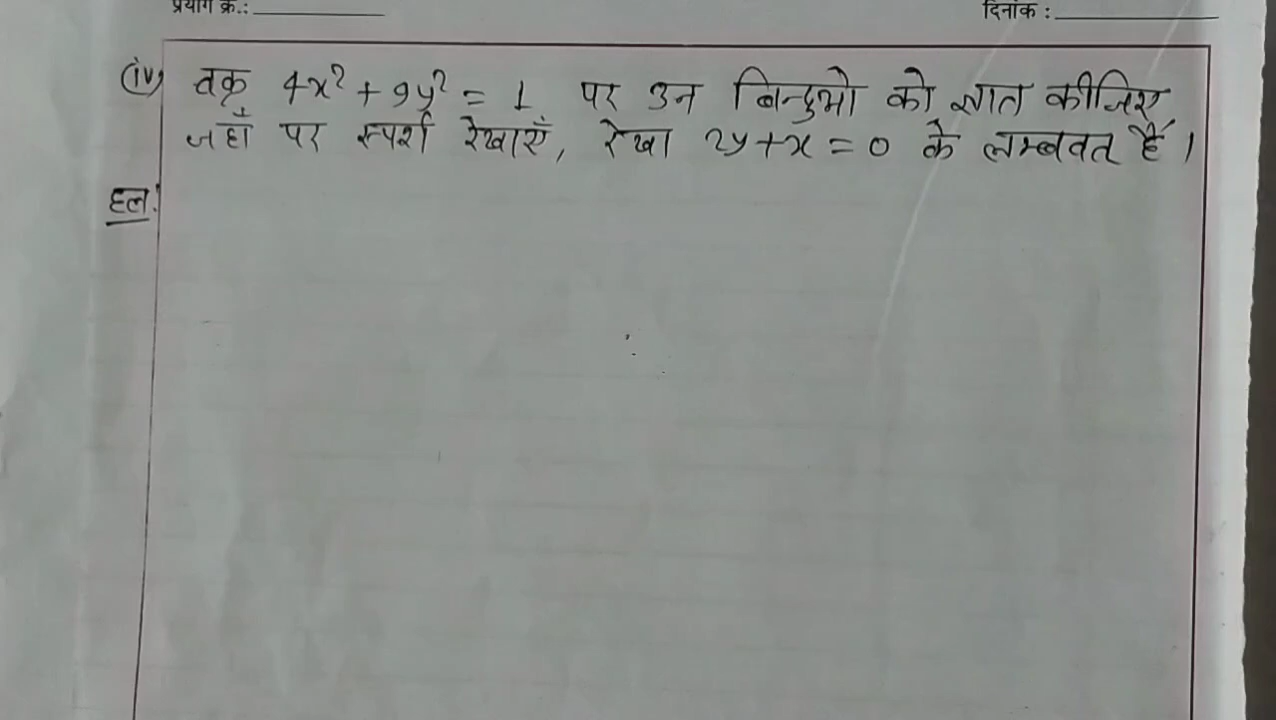 प्रयोग क्र.: दिनांक :
(iv) वक्र 4x² + 9y² = 1 पर उन बिन्दुओ को ज्ञात कीजिए
जहाँ पर स्पर्श रेखाएँ, रेखा 2y + x = 0 के लम्बवत हैं।
हल: